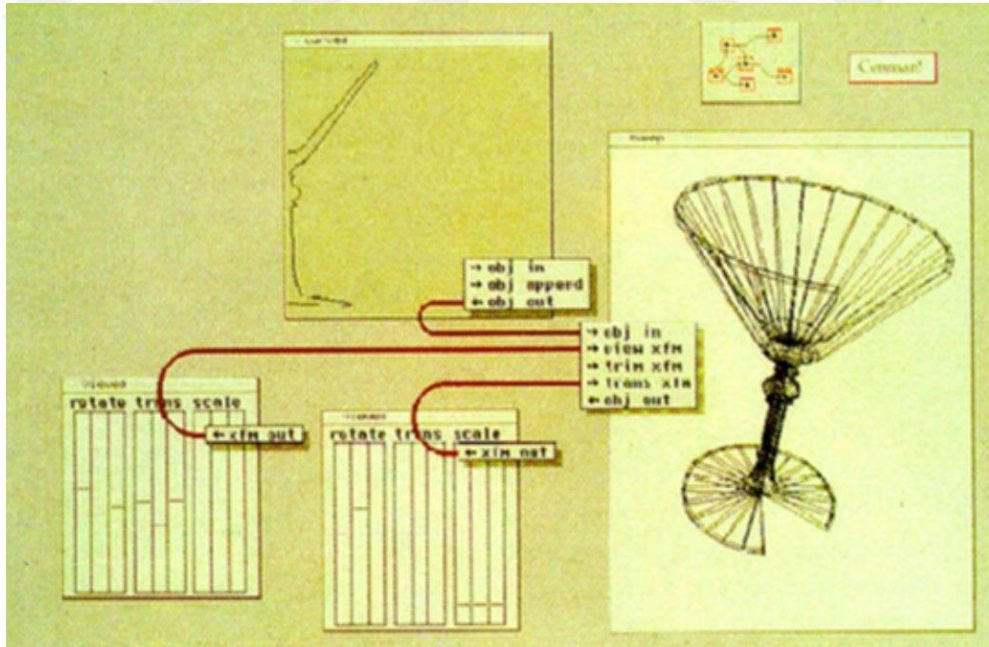 Conman!
→ obj in
→ obj append
← obj out
→ obj in
→ view xfm
→ trim xfm
→ trans xfm
← obj out
rotate trans scale
← xfm out
rotate trans scale
← xfm out